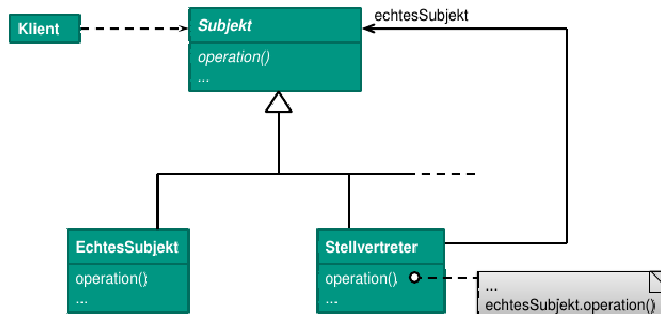 Klient
Subjekt
operation()
...
echtesSubjekt
EchtesSubjekt
operation()
...
Stellvertreter
operation()
...
...
echtesSubjekt.operation()